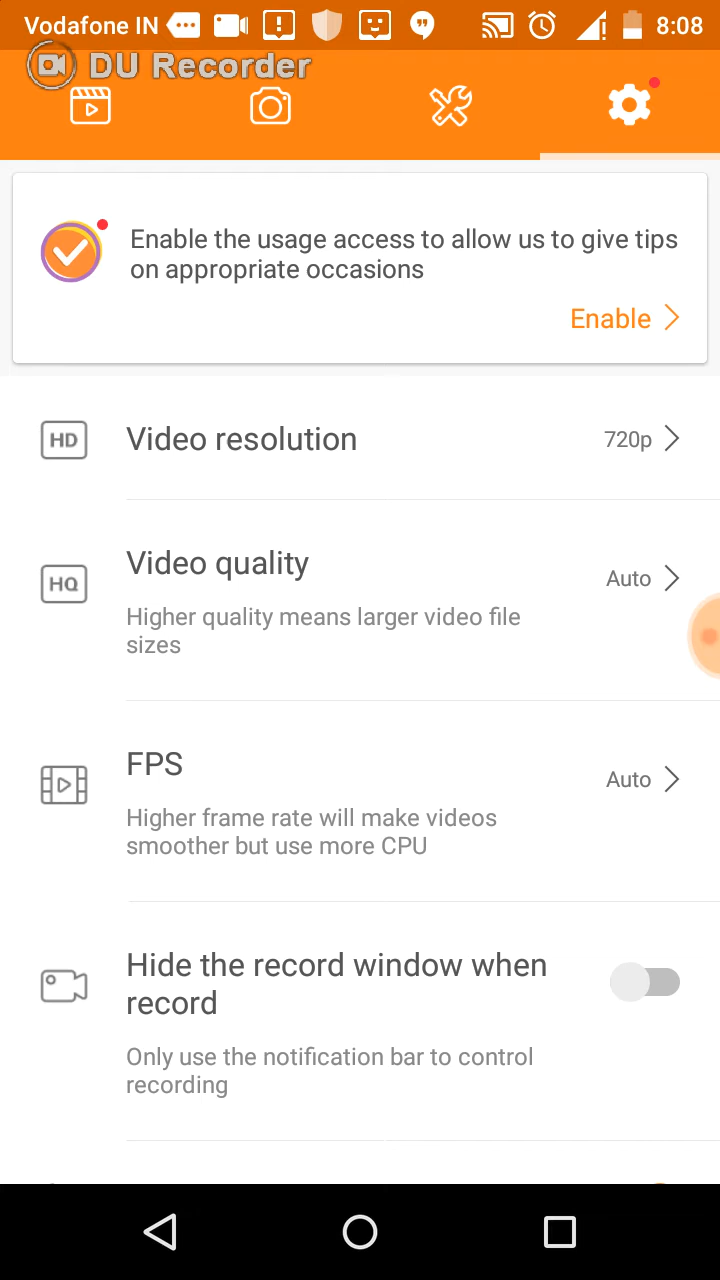 Vodafone IN 8:08
DU Recorder
Enable the usage access to allow us to give tips
on appropriate occasions
Enable
HD Video resolution 720p
Video quality
HQ Auto
Higher quality means larger video file
sizes
FPS
Auto
Higher frame rate will make videos
smoother but use more CPU
Hide the record window when
record
Only use the notification bar to control
recording